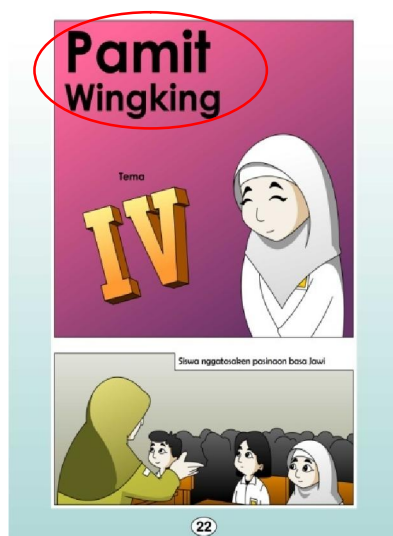 Pamit
Wingking
Tema
IV
Siswa nggatosaken pasinaon basa Jawi
22